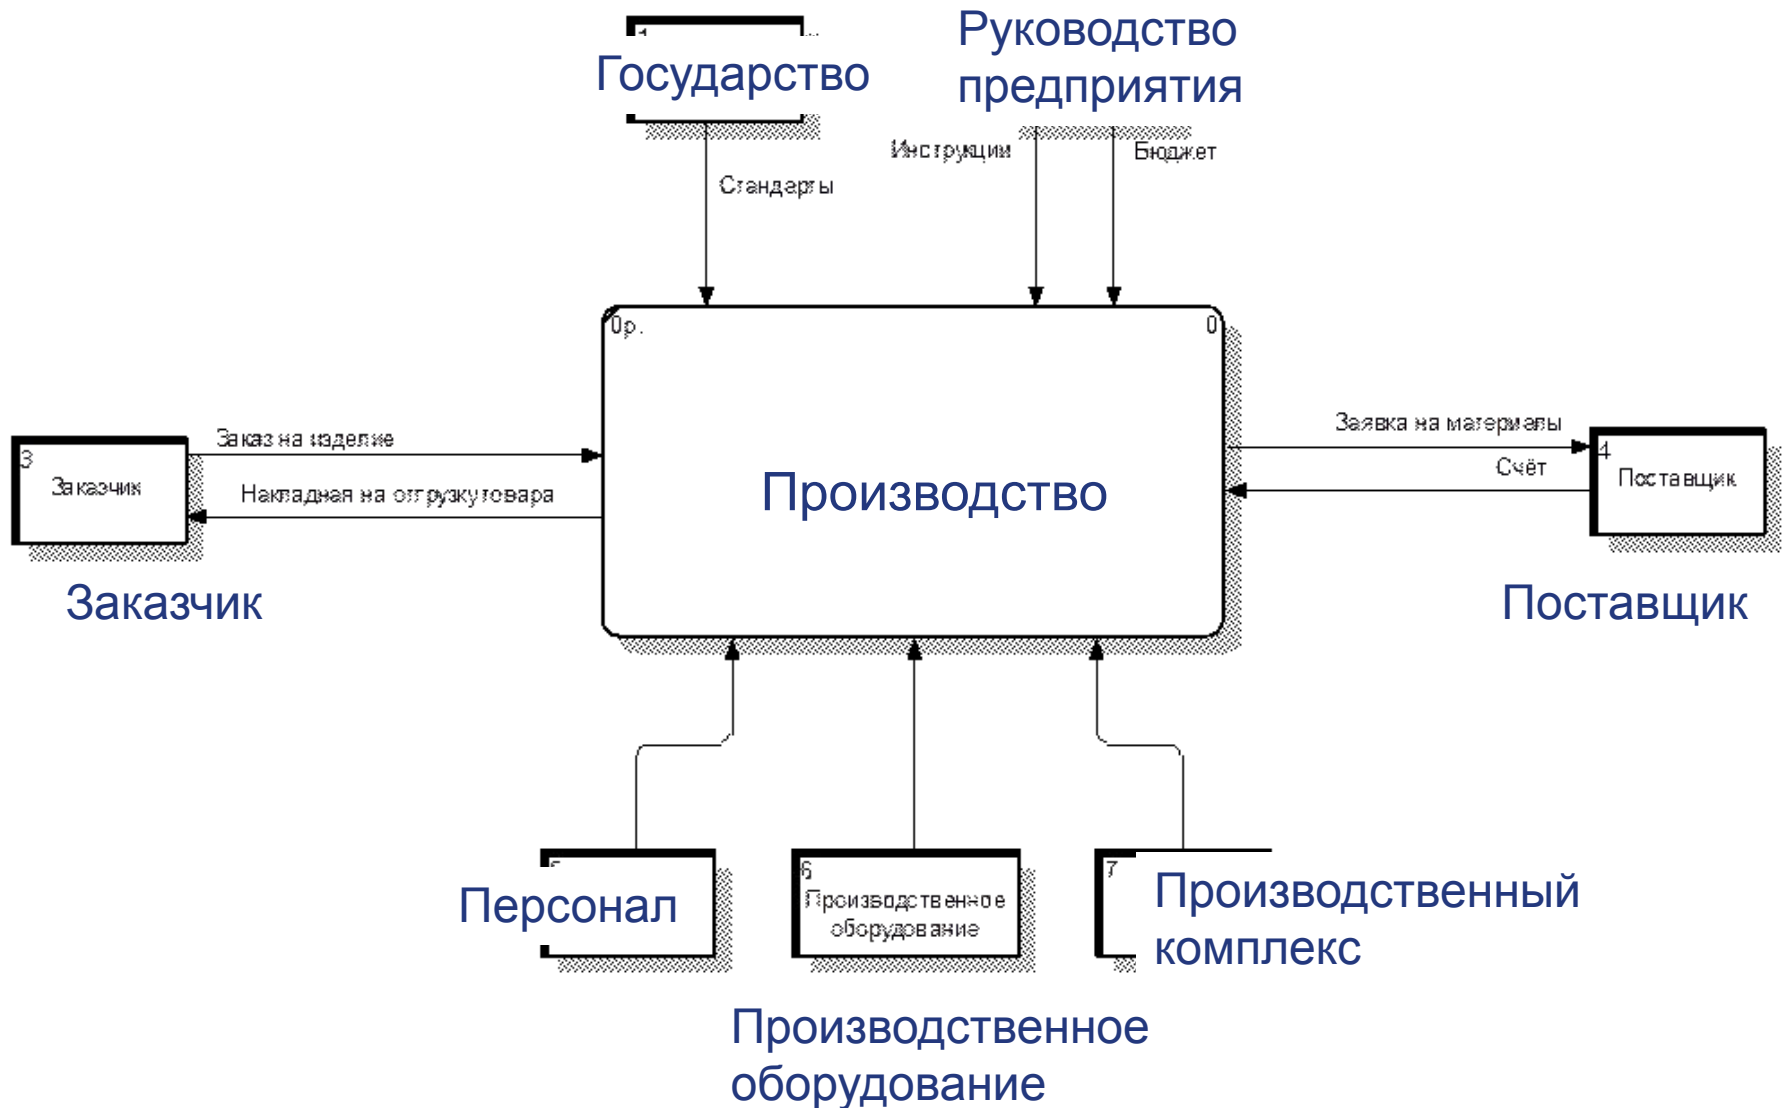 1
Государство
Руководство
предприятия
Инструкции
Бюджет
Стандарты
0р.
0
Заказ на изделие
3
Заказчик
Накладная на отгрузку товара
Производство
Заявка на материалы
Счёт
4
Поставщик
Заказчик
Поставщик
Персонал
6
Производственное
оборудование
7
Производственный
комплекс
Производственное
оборудование